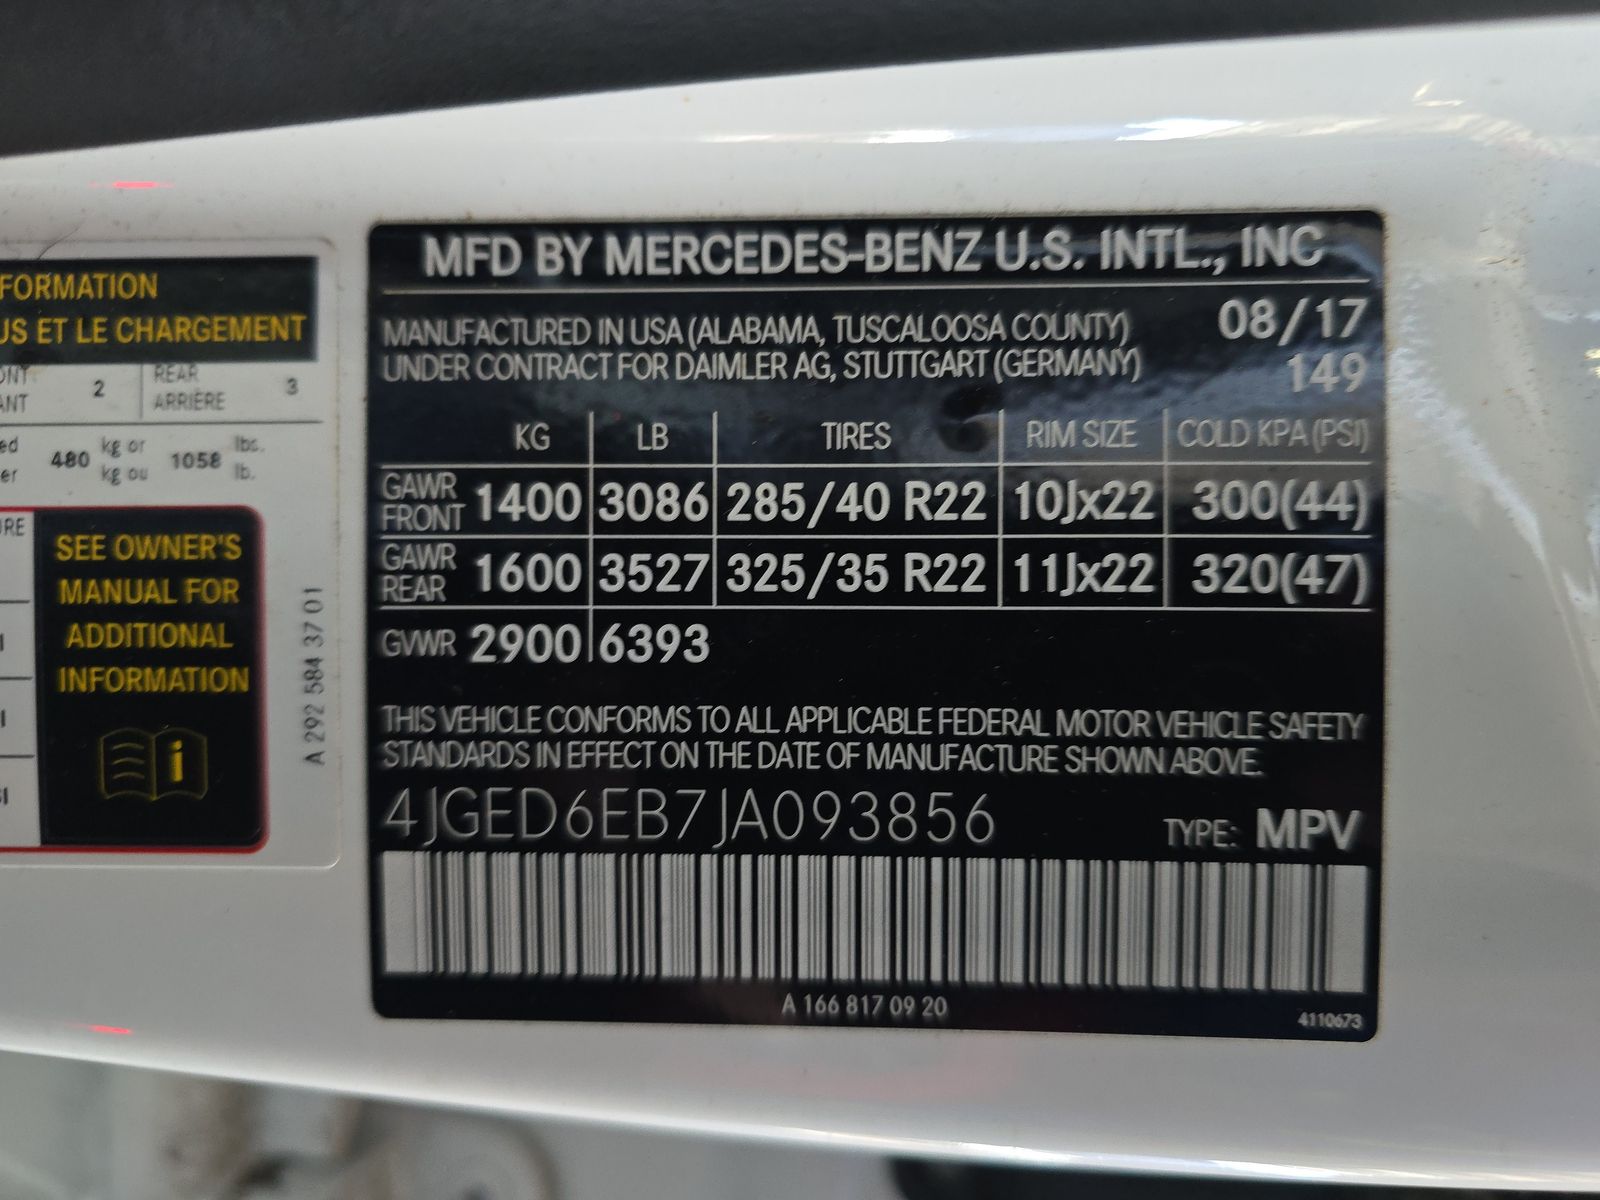 FORMATION
US ET LE CHARGEMENT
2 REAR 3
ARRIÈRE
480 kg or 1058 lbs.
kg ou lb.
SEE OWNER'S
MANUAL FOR
ADDITIONAL
INFORMATION
i
A 292 584 37 01
MFD BY MERCEDES-BENZ U.S. INTL., INC
MANUFACTURED IN USA (ALABAMA, TUSCALOOSA COUNTY) 08/17
UNDER CONTRACT FOR DAIMLER AG, STUTTGART (GERMANY) 149
KG LB TIRES RIM SIZE COLD KPA (PSI)
GAWR FRONT 1400 3086 285/40 R22 10Jx22 300(44)
GAWR REAR 1600 3527 325/35 R22 11Jx22 320(47)
GVWR 2900 6393
THIS VEHICLE CONFORMS TO ALL APPLICABLE FEDERAL MOTOR VEHICLE SAFETY
STANDARDS IN EFFECT ON THE DATE OF MANUFACTURE SHOWN ABOVE.
4JGED6EB7JA093856 TYPE: MPV
A 166 817 09 20
4110673